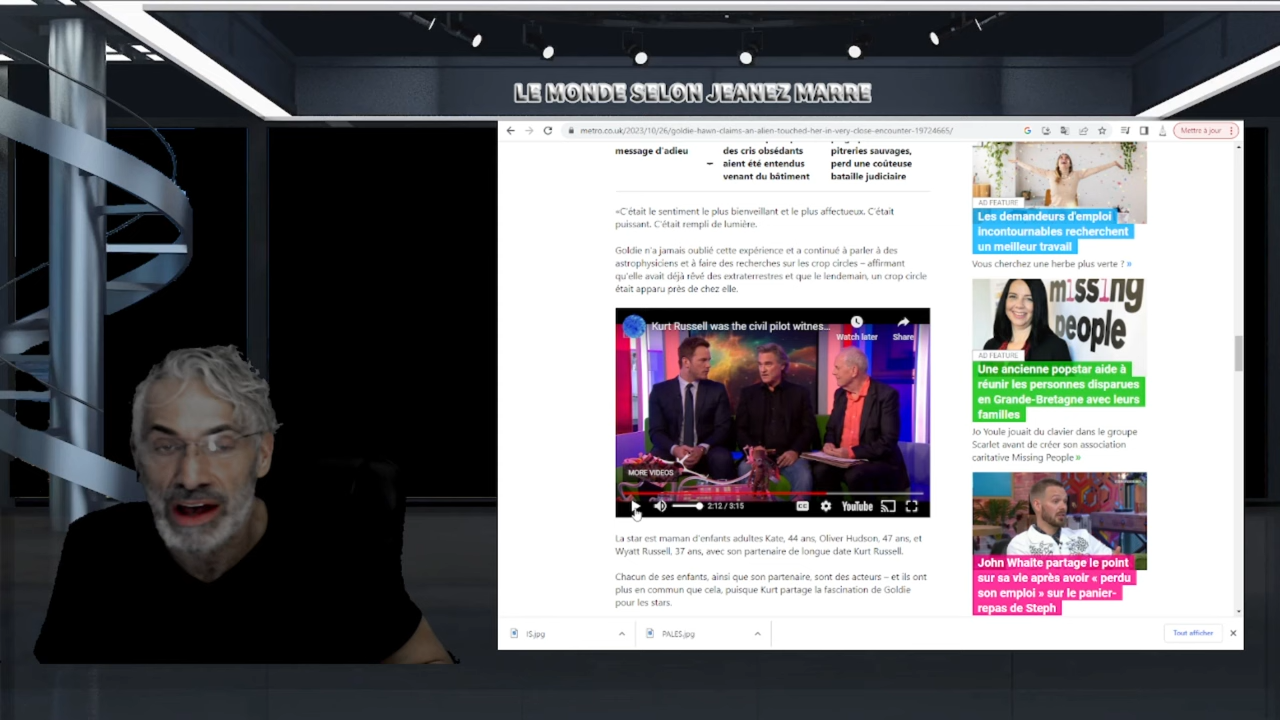 LE MONDE SELON JEANEZ MARRE
metro.co.uk/2023/10/26/goldie-hawn-claims-an-alien-touched-her-in-very-close-encounter-19724665/
Mettre à jour
message d'adieu
des cris obsédants
aient été entendus
venant du bâtiment
pitreries sauvages,
perd une coûteuse
bataille judiciaire
«C'était le sentiment le plus bienveillant et le plus affectueux. C'était
puissant. C'était rempli de lumière.
Goldie n'a jamais oublié cette expérience et a continué à parler à des
astrophysiciens et à faire des recherches sur les crop circles – affirmant
qu'elle avait déjà rêvé des extraterrestres et que le lendemain, un crop circle
était apparu près de chez elle.
Kurt Russell was the civil pilot witnes...
Watch later
Share
MORE VIDEOS
2:12 / 3:15
CC
YouTube
La star est maman d'enfants adultes Kate, 44 ans, Oliver Hudson, 47 ans, et
Wyatt Russell, 37 ans, avec son partenaire de longue date Kurt Russell.
Chacun de ses enfants, ainsi que son partenaire, sont des acteurs – et ils ont
plus en commun que cela, puisque Kurt partage la fascination de Goldie
pour les stars.
AD FEATURE
Les demandeurs d'emploi
incontournables recherchent
un meilleur travail
Vous cherchez une herbe plus verte ? »
missing
people
AD FEATURE
Une ancienne popstar aide à
réunir les personnes disparues
en Grande-Bretagne avec leurs
familles
Jo Youle jouait du clavier dans le groupe
Scarlet avant de créer son association
caritative Missing People »
John Whaite partage le point
sur sa vie après avoir « perdu
son emploi » sur le panier-
repas de Steph
IS.jpg
PALES.jpg
Tout afficher